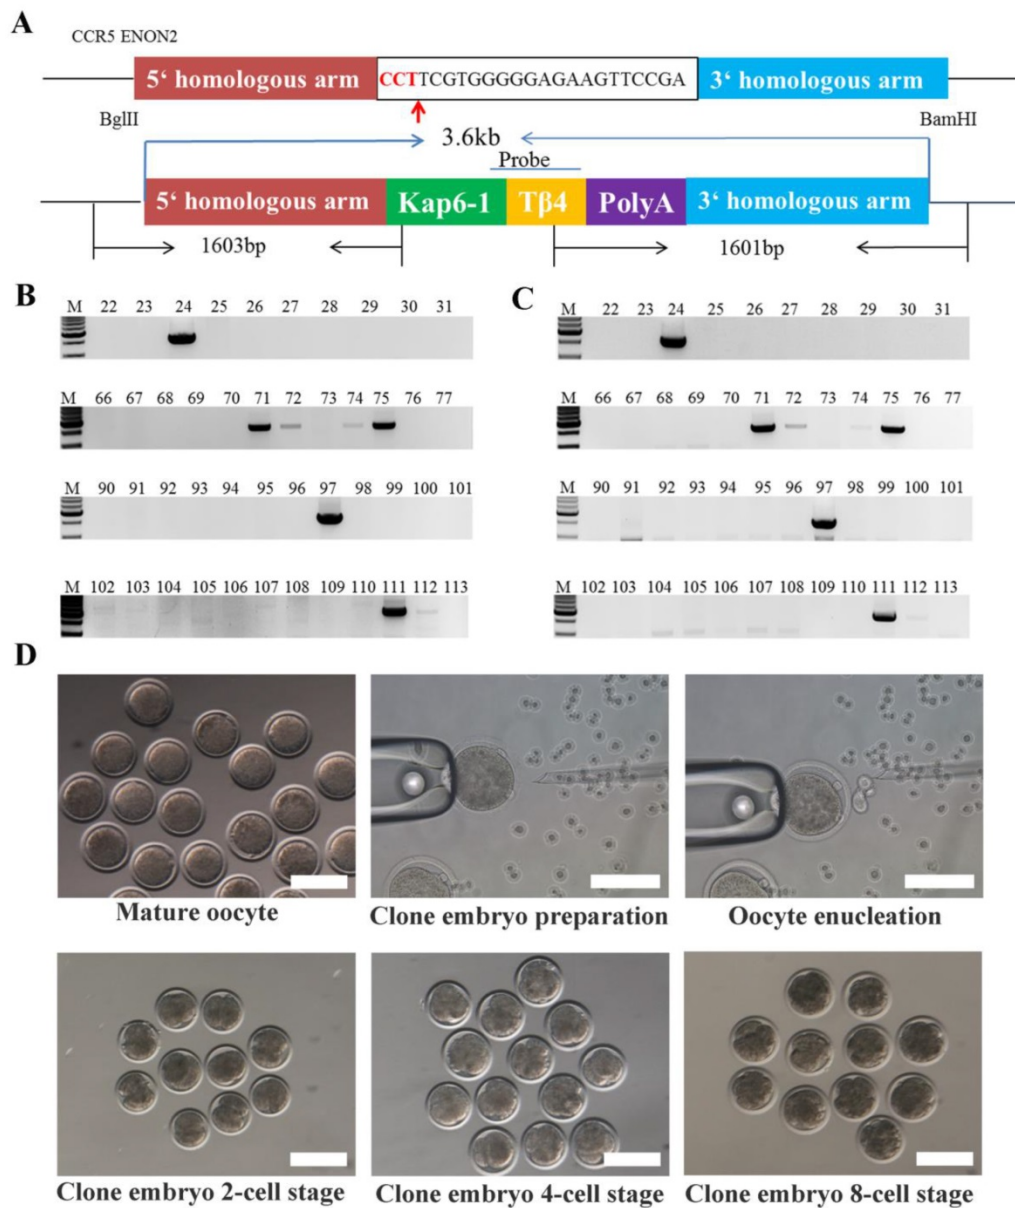 A
CCR5 ENON2
5‘ homologous arm CCTTCGTGGGGGAGAAGTTCCGA 3‘ homologous arm
BglII BamHI
3.6kb
Probe
5‘ homologous arm Kap6-1 Tβ4 PolyA 3‘ homologous arm
1603bp 1601bp
B
M 22 23 24 25 26 27 28 29 30 31
M 66 67 68 69 70 71 72 73 74 75 76 77
M 90 91 92 93 94 95 96 97 98 99 100 101
M 102 103 104 105 106 107 108 109 110 111 112 113
C
M 22 23 24 25 26 27 28 29 30 31
M 66 67 68 69 70 71 72 73 74 75 76 77
M 90 91 92 93 94 95 96 97 98 99 100 101
M 102 103 104 105 106 107 108 109 110 111 112 113
D
Mature oocyte Clone embryo preparation Oocyte enucleation
Clone embryo 2-cell stage Clone embryo 4-cell stage Clone embryo 8-cell stage